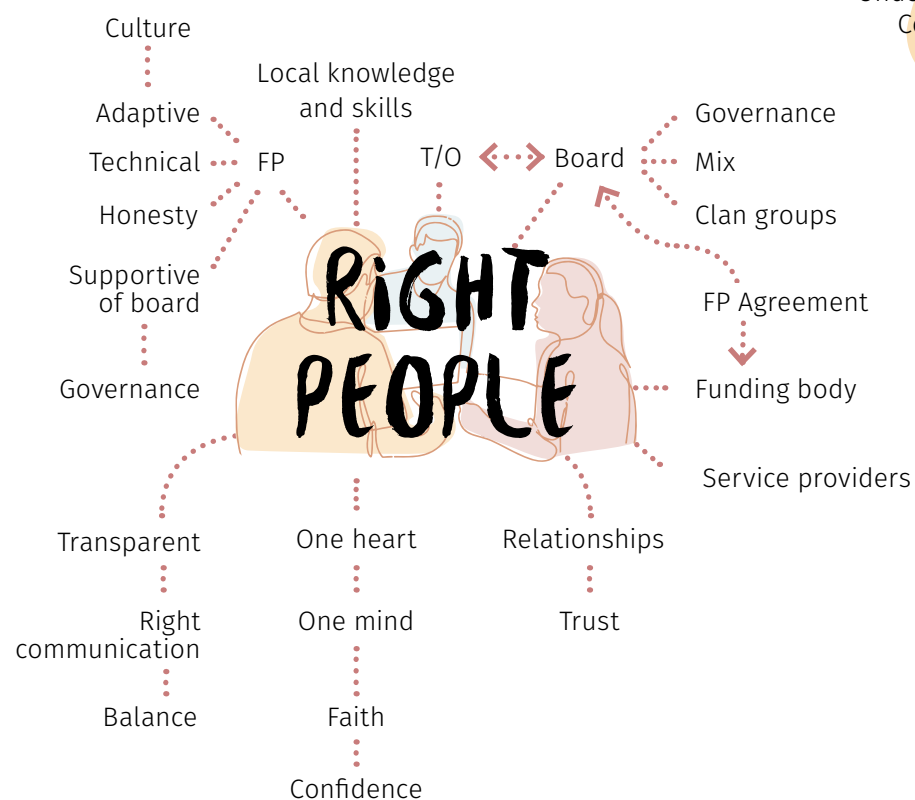 Culture
Local knowledge
and skills
Adaptive
Technical
FP
Honesty
Supportive
of board
Governance
T/O
Board
Governance
Mix
Clan groups
FP Agreement
Funding body
Service providers
RiGHT
PEOPLE
Transparent
Right
communication
Balance
One heart
One mind
Faith
Confidence
Relationships
Trust